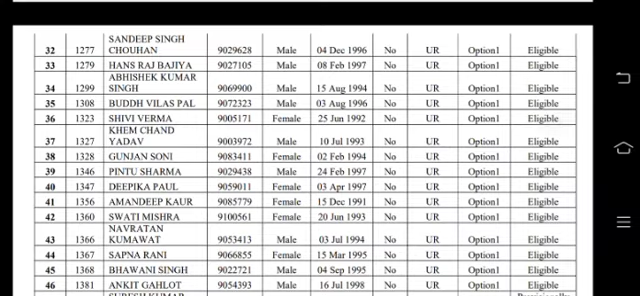 SANDEEP SINGH
32 1277 CHOUHAN 9029628 Male 04 Dec 1996 No UR Option1 Eligible
33 1279 HANS RAJ BAJIYA 9027105 Male 08 Feb 1997 No UR Option1 Eligible
ABHISHEK KUMAR
34 1299 SINGH 9069900 Male 15 Aug 1994 No UR Option1 Eligible
35 1308 BUDDH VILAS PAL 9072323 Male 03 Aug 1996 No UR Option1 Eligible
36 1323 SHIVI VERMA 9005171 Female 25 Jun 1992 No UR Option1 Eligible
KHEM CHAND
37 1327 YADAV 9003972 Male 10 Jul 1993 No UR Option1 Eligible
38 1328 GUNJAN SONI 9083411 Female 02 Feb 1994 No UR Option1 Eligible
39 1346 PINTU SHARMA 9029438 Male 24 Feb 1997 No UR Option1 Eligible
40 1347 DEEPIKA PAUL 9059011 Female 03 Apr 1997 No UR Option1 Eligible
41 1356 AMANDEEP KAUR 9085779 Female 15 Dec 1991 No UR Option1 Eligible
42 1360 SWATI MISHRA 9100561 Female 20 Jun 1993 No UR Option1 Eligible
NAVRATAN
43 1366 KUMAWAT 9053413 Male 03 Jul 1994 No UR Option1 Eligible
44 1367 SAPNA RANI 9066855 Female 15 Mar 1995 No UR Option1 Eligible
45 1368 BHAWANI SINGH 9022721 Male 04 Sep 1995 No UR Option1 Eligible
46 1381 ANKIT GAHLOT 9054393 Male 16 Jul 1998 No UR Option1 Eligible
SURESH KUMAR Provisionally